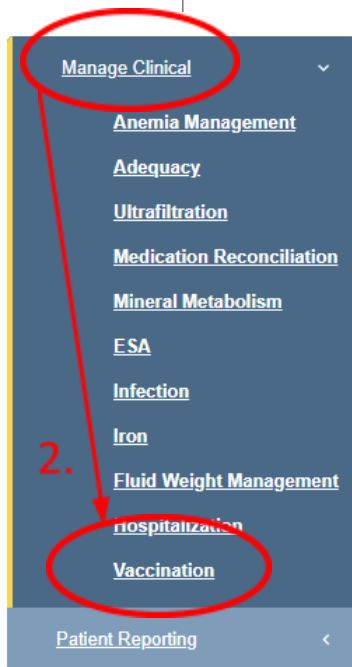 Manage Clinical
Anemia Management
Adequacy
Ultrafiltration
Medication Reconciliation
Mineral Metabolism
ESA
Infection
Iron
2.
Fluid Weight Management
Hospitalization
Vaccination
Patient Reporting